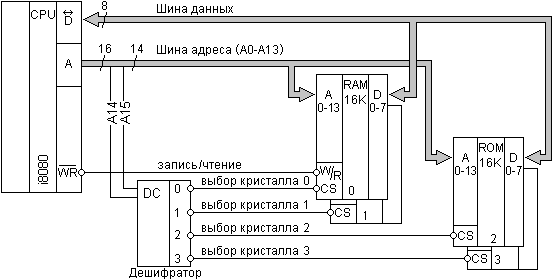 CPU
↔
D
8
Шина данных
A
16
14
Шина адреса (A0-A13)
A14
A15
A
0-13
RAM
16K
D
0-7
A
0-13
ROM
16K
D
0-7
i8080
WR
запись/чтение
W/R
CS
0
DC
0
выбор кристалла 0
1
выбор кристалла 1
CS
1
2
выбор кристалла 2
CS
2
3
выбор кристалла 3
CS
3
Дешифратор